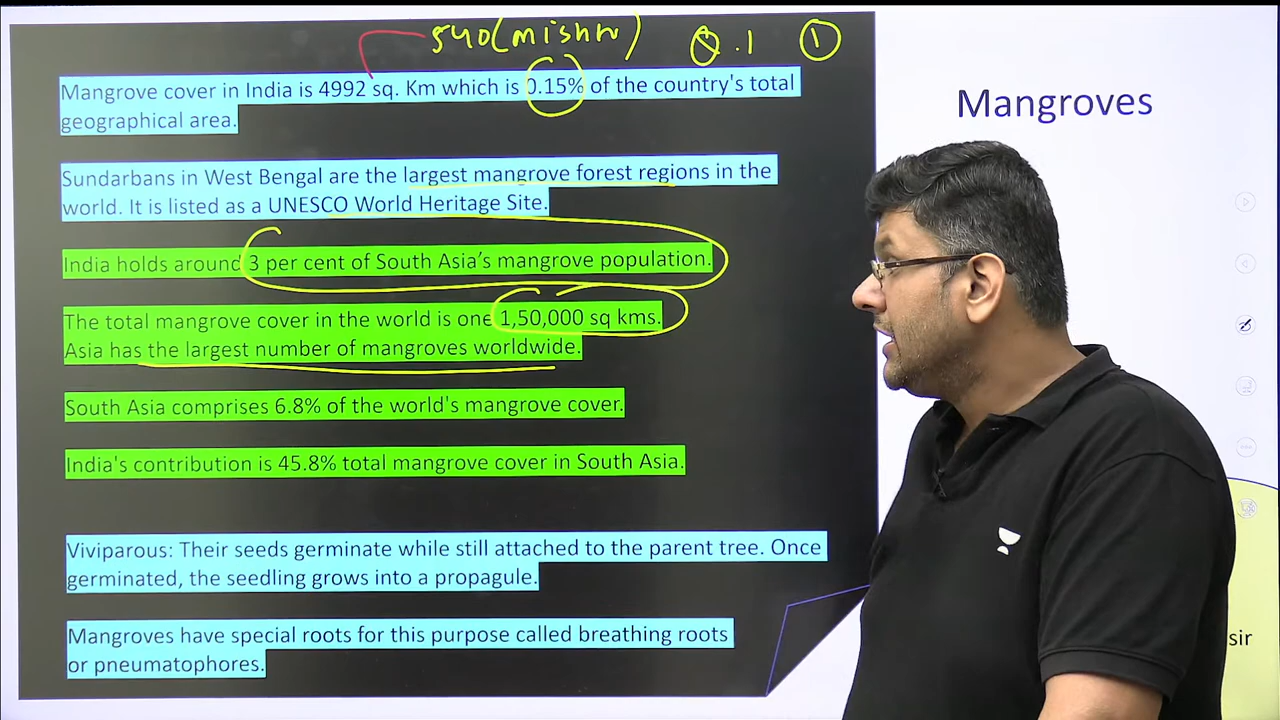 540 (mishti) Q.1 1
Mangrove cover in India is 4992 sq. Km which is 0.15% of the country's total
geographical area.
Mangroves
Sundarbans in West Bengal are the largest mangrove forest regions in the
world. It is listed as a UNESCO World Heritage Site.
India holds around 3 per cent of South Asia’s mangrove population.
The total mangrove cover in the world is one 1,50,000 sq kms.
Asia has the largest number of mangroves worldwide.
South Asia comprises 6.8% of the world's mangrove cover.
India's contribution is 45.8% total mangrove cover in South Asia.
Viviparous: Their seeds germinate while still attached to the parent tree. Once
germinated, the seedling grows into a propagule.
Mangroves have special roots for this purpose called breathing roots
or pneumatophores.
sir